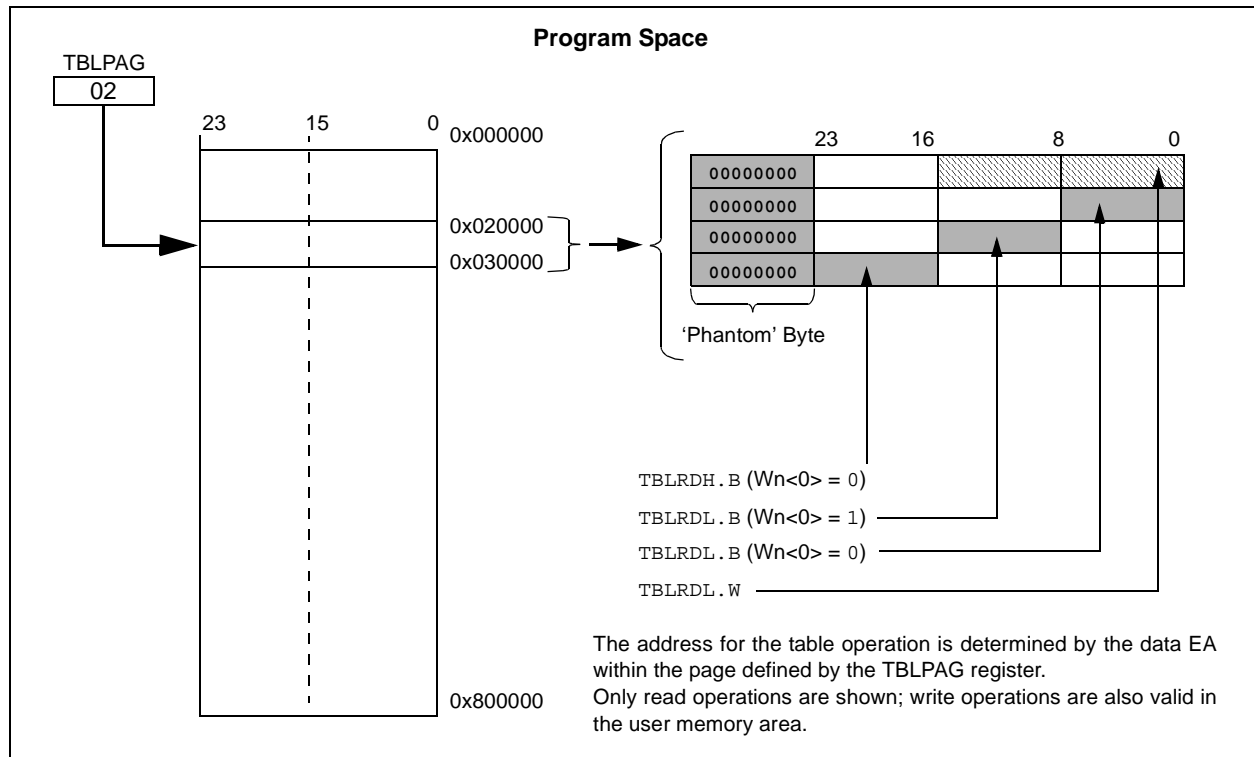 Program Space
TBLPAG
02
23 15 0
0x000000
0x020000
0x030000
0x800000
23 16 8 0
00000000
00000000
00000000
00000000
‘Phantom’ Byte
TBLRDH.B (Wn<0> = 0)
TBLRDL.B (Wn<0> = 1)
TBLRDL.B (Wn<0> = 0)
TBLRDL.W
The address for the table operation is determined by the data EA
within the page defined by the TBLPAG register.
Only read operations are shown; write operations are also valid in
the user memory area.